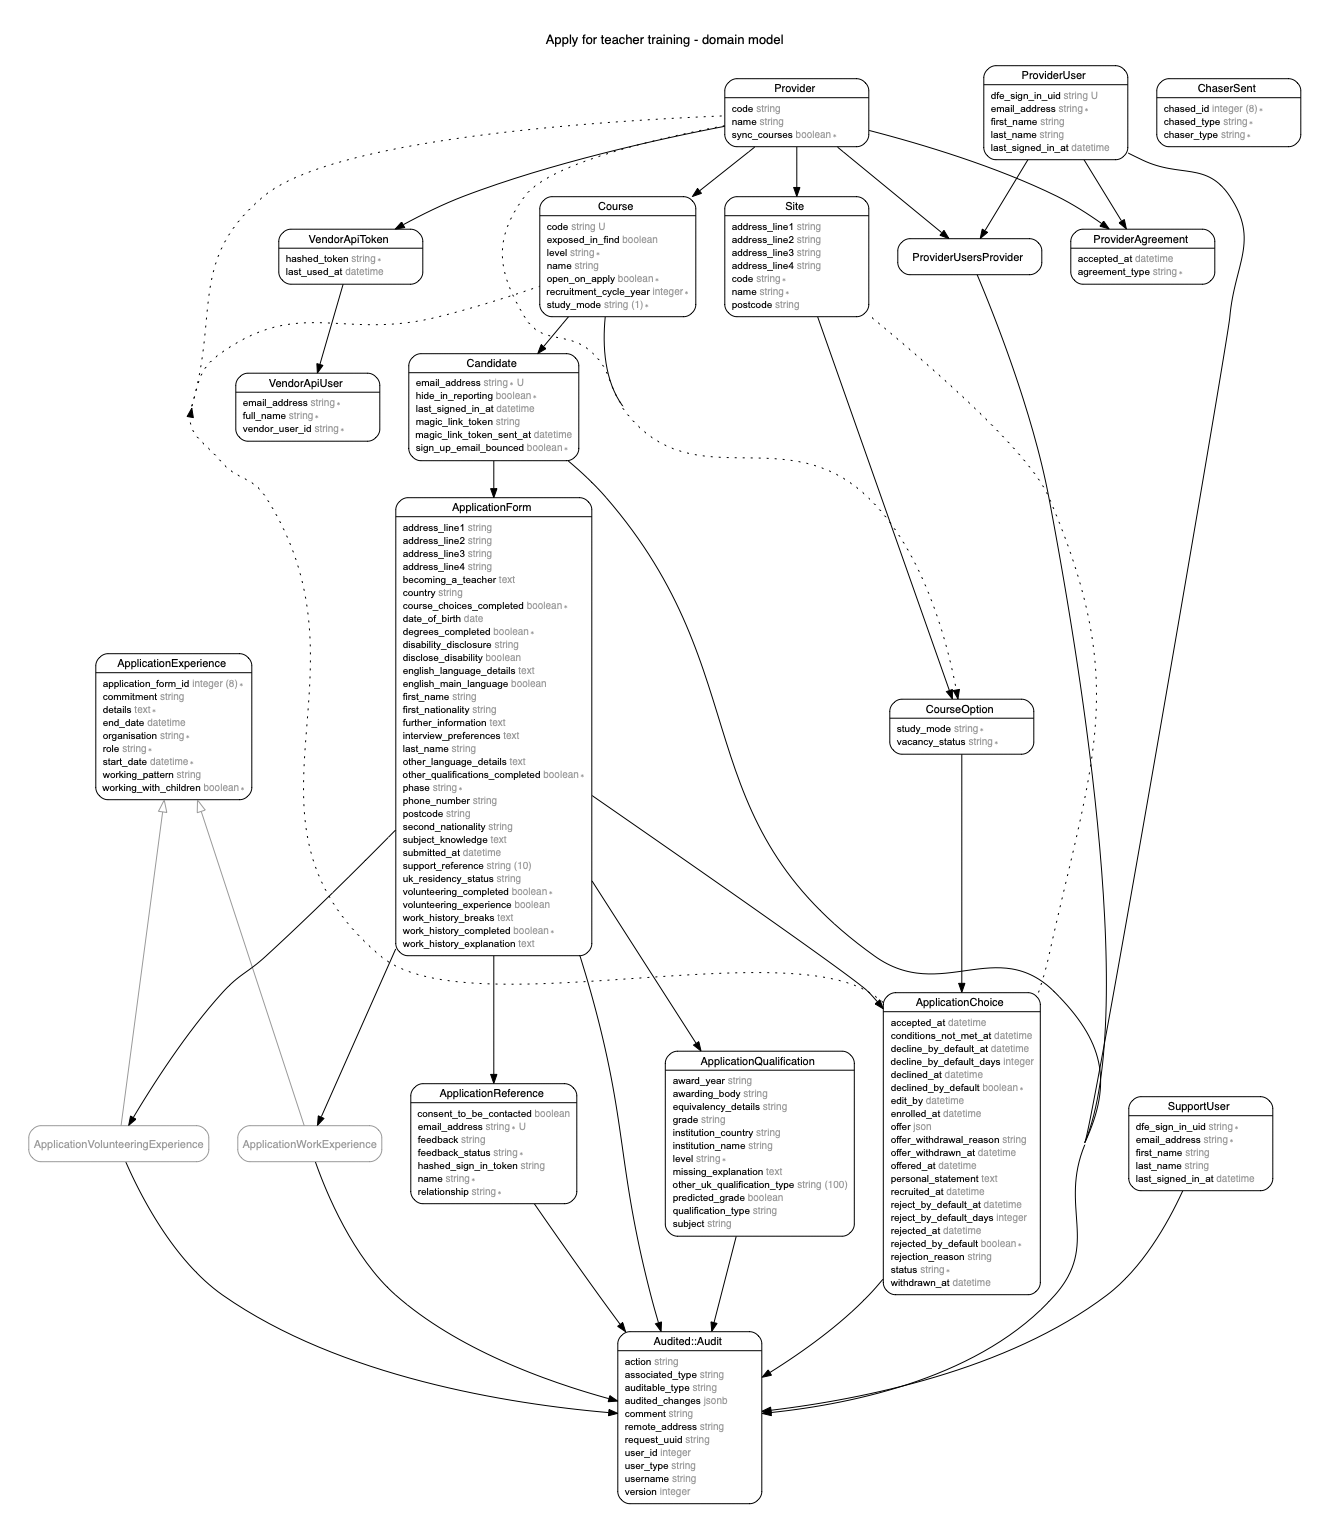 Apply for teacher training - domain model
Provider
code string
name string
sync_courses boolean ∗
ProviderUser
dfe_sign_in_uid string U
email_address string ∗
first_name string
last_name string
last_signed_in_at datetime
ChaserSent
chased_id integer (8) ∗
chased_type string ∗
chaser_type string ∗
VendorApiToken
hashed_token string ∗
last_used_at datetime
Course
code string U
exposed_in_find boolean
level string ∗
name string
open_on_apply boolean ∗
recruitment_cycle_year integer ∗
study_mode string (1) ∗
Site
address_line1 string
address_line2 string
address_line3 string
address_line4 string
code string ∗
name string ∗
postcode string
ProviderUsersProvider
ProviderAgreement
accepted_at datetime
agreement_type string ∗
VendorApiUser
email_address string ∗
full_name string ∗
vendor_user_id string ∗
Candidate
email_address string ∗ U
hide_in_reporting boolean ∗
last_signed_in_at datetime
magic_link_token string
magic_link_token_sent_at datetime
sign_up_email_bounced boolean ∗
ApplicationForm
address_line1 string
address_line2 string
address_line3 string
address_line4 string
becoming_a_teacher text
country string
course_choices_completed boolean ∗
date_of_birth date
degrees_completed boolean ∗
disability_disclosure string
disclose_disability boolean
english_language_details text
english_main_language boolean
first_name string
first_nationality string
further_information text
interview_preferences text
last_name string
other_language_details text
other_qualifications_completed boolean ∗
phase string ∗
phone_number string
postcode string
second_nationality string
subject_knowledge text
submitted_at datetime
support_reference string (10)
uk_residency_status string
volunteering_completed boolean ∗
volunteering_experience boolean
work_history_breaks text
work_history_completed boolean ∗
work_history_explanation text
ApplicationExperience
application_form_id integer (8) ∗
commitment string
details text ∗
end_date datetime
organisation string ∗
role string ∗
start_date datetime ∗
working_pattern string
working_with_children boolean ∗
CourseOption
study_mode string ∗
vacancy_status string ∗
ApplicationChoice
accepted_at datetime
conditions_not_met_at datetime
decline_by_default_at datetime
decline_by_default_days integer
declined_at datetime
declined_by_default boolean ∗
edit_by datetime
enrolled_at datetime
offer json
offer_withdrawal_reason string
offer_withdrawn_at datetime
offered_at datetime
personal_statement text
recruited_at datetime
reject_by_default_at datetime
reject_by_default_days integer
rejected_at datetime
rejected_by_default boolean ∗
rejection_reason string
status string ∗
withdrawn_at datetime
ApplicationQualification
award_year string
awarding_body string
equivalency_details string
grade string
institution_country string
institution_name string
level string ∗
missing_explanation text
other_uk_qualification_type string (100)
predicted_grade boolean
qualification_type string
subject string
ApplicationReference
consent_to_be_contacted boolean
email_address string ∗ U
feedback string
feedback_status string ∗
hashed_sign_in_token string
name string ∗
relationship string ∗
SupportUser
dfe_sign_in_uid string ∗
email_address string ∗
first_name string
last_name string
last_signed_in_at datetime
ApplicationVolunteeringExperience
ApplicationWorkExperience
Audited::Audit
action string
associated_type string
auditable_type string
audited_changes jsonb
comment string
remote_address string
request_uuid string
user_id integer
user_type string
username string
version integer